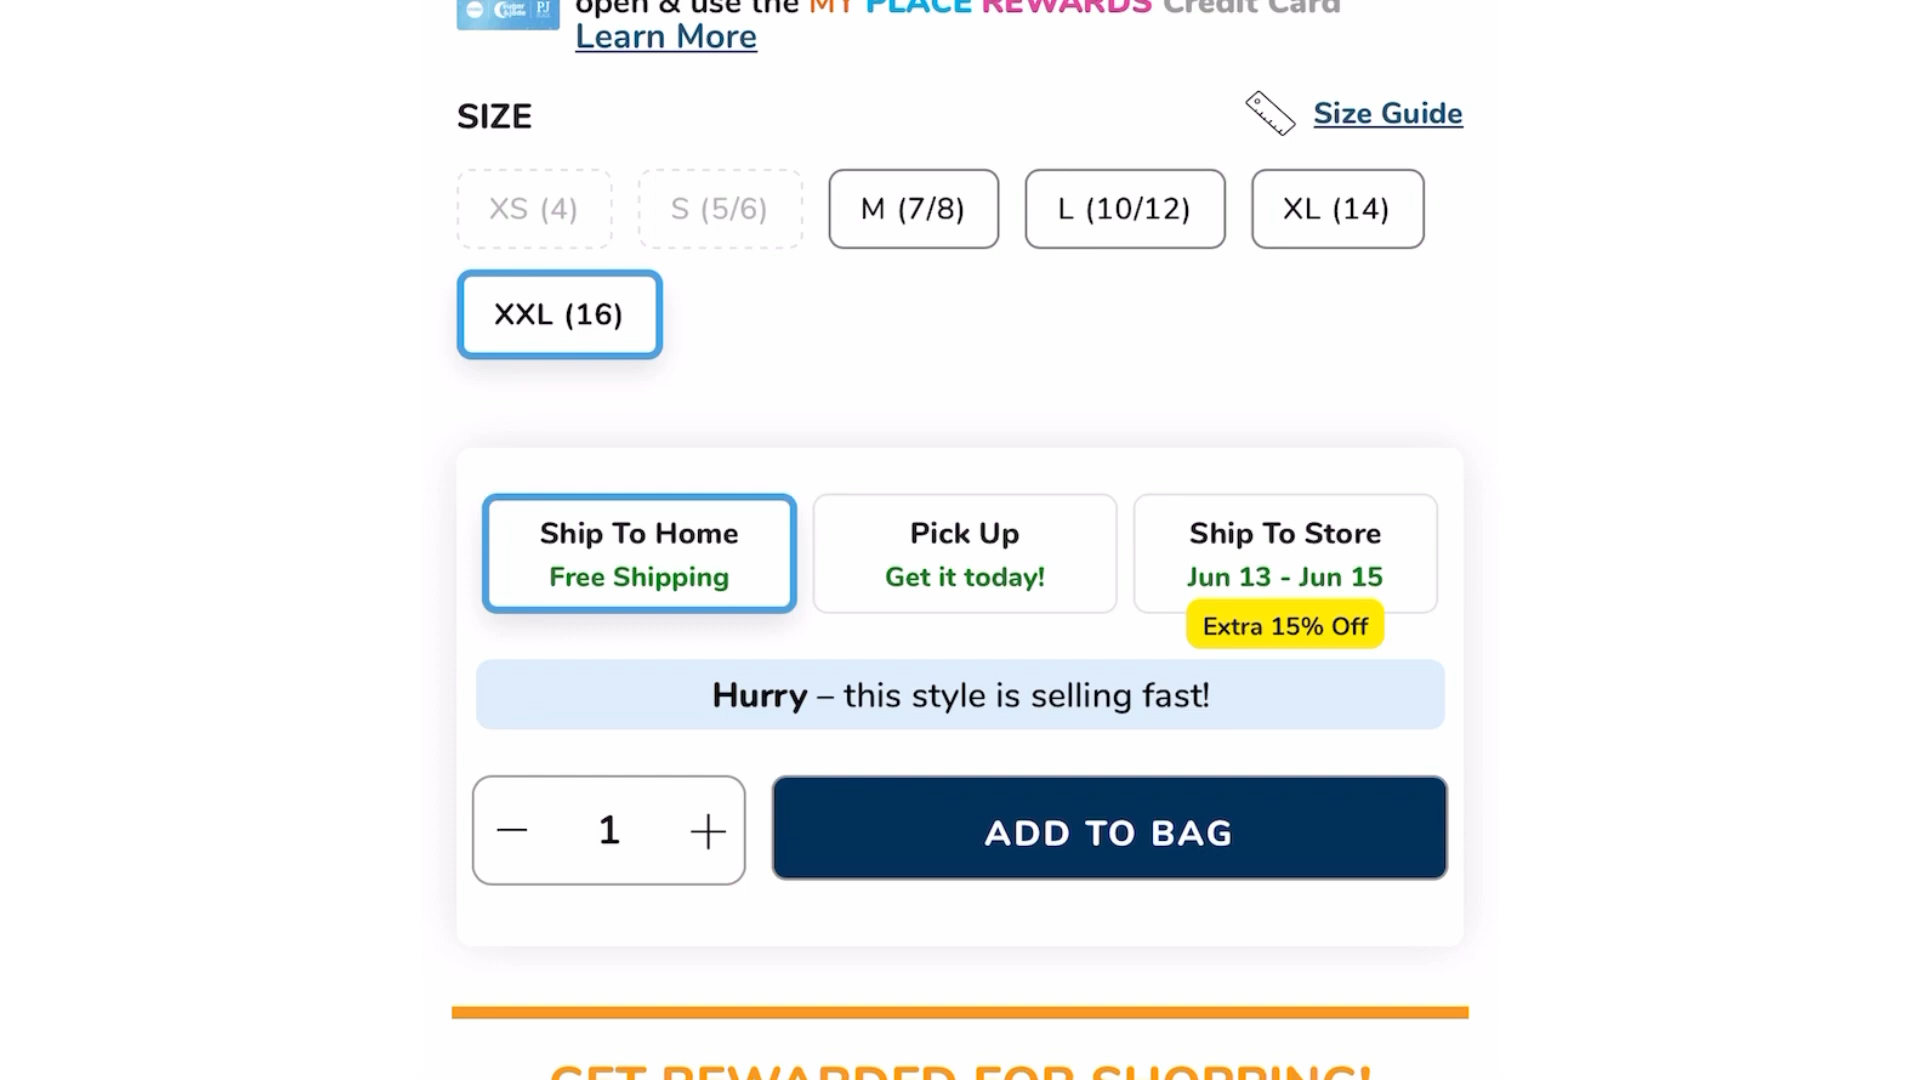 open & use the MY PLACE REWARDS Credit Card
Learn More
SIZE
Size Guide
XS (4)
S (5/6)
M (7/8)
L (10/12)
XL (14)
XXL (16)
Ship To Home
Free Shipping
Pick Up
Get it today!
Ship To Store
Jun 13 - Jun 15
Extra 15% Off
Hurry – this style is selling fast!
1
ADD TO BAG
GET REWARDED FOR SHOPPING!